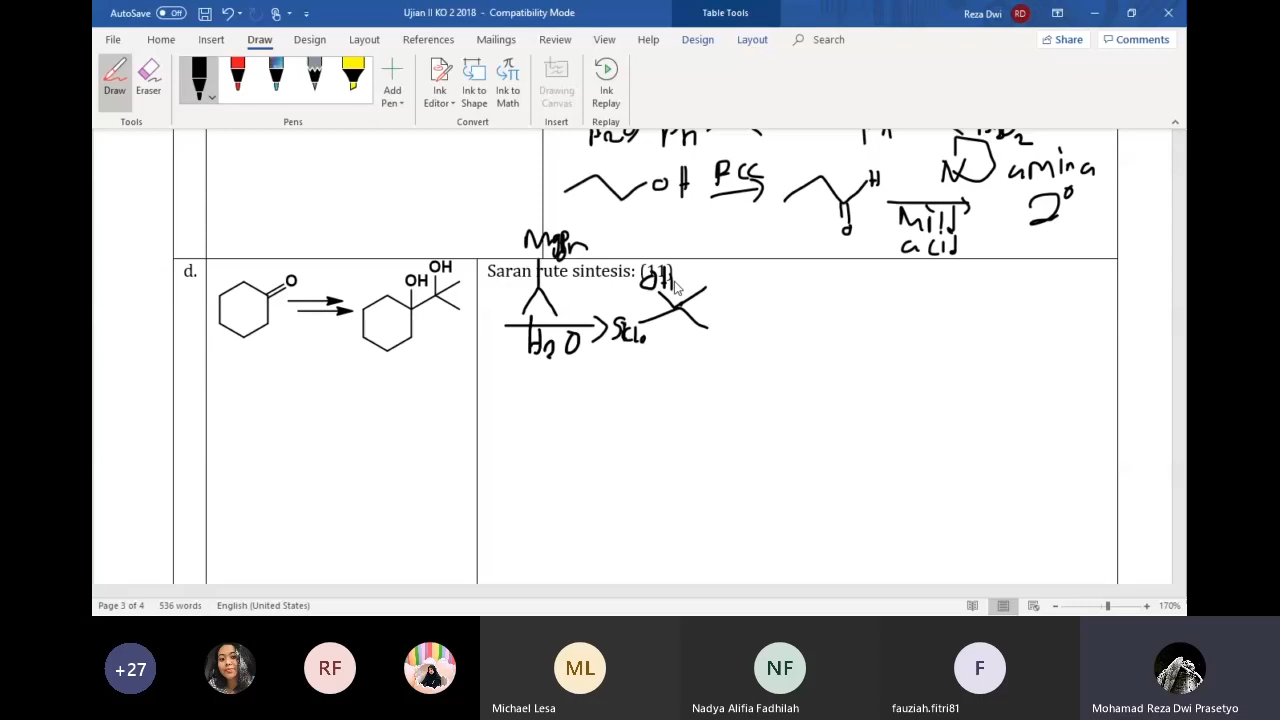 AutoSave Off Ujian II KO 2 2018 - Compatibility Mode Table Tools Reza Dwi RD
File Home Insert Draw Design Layout References Mailings Review View Help Design Layout Search Share Comments
Draw Eraser Add Pen Ink Editor Ink to Shape Ink to Math Drawing Canvas Ink Replay
Tools Pens Convert Insert Replay
OH PCC H N amina
O Mild acid 2°
MgBr
d. O OH OH Saran rute sintesis: (11)
OH
H2O
Page 3 of 4 536 words English (United States) 170%
+27 RF ML NF F
Michael Lesa Nadya Alifia Fadhilah fauziah.fitri81 Mohamad Reza Dwi Prasetyo